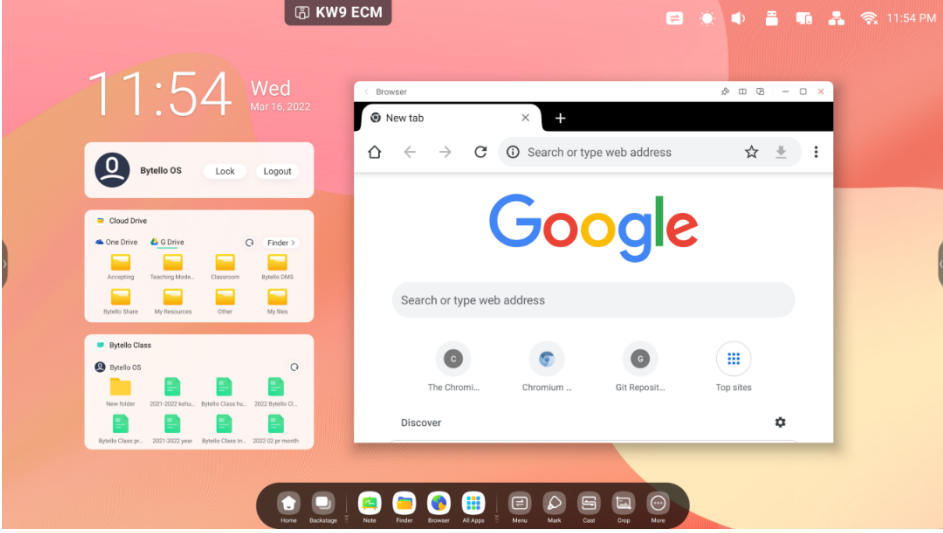 KW9 ECM
11:54 PM
11:54
Wed
Mar 16, 2022
Bytello OS
Lock
Logout
Cloud Drive
One Drive
G Drive
Finder >
Accepting
Teaching Mode...
Classroom
Bytello DMS
Bytello Share
My Resources
Other
My files
Bytello Class
Bytello OS
New folder
2021-2022 kehu...
Bytello Class hu...
2022 Bytello Cl...
Bytello Class pr...
2021-2022 year
Bytello Class In...
2022 02 pr month
Browser
New tab
Search or type web address
Google
Search or type web address
C
G
The Chromi...
Chromium ...
Git Reposit...
Top sites
Discover
Home
Backstage
Note
Finder
Browser
All Apps
Menu
Mark
Cast
Crop
More